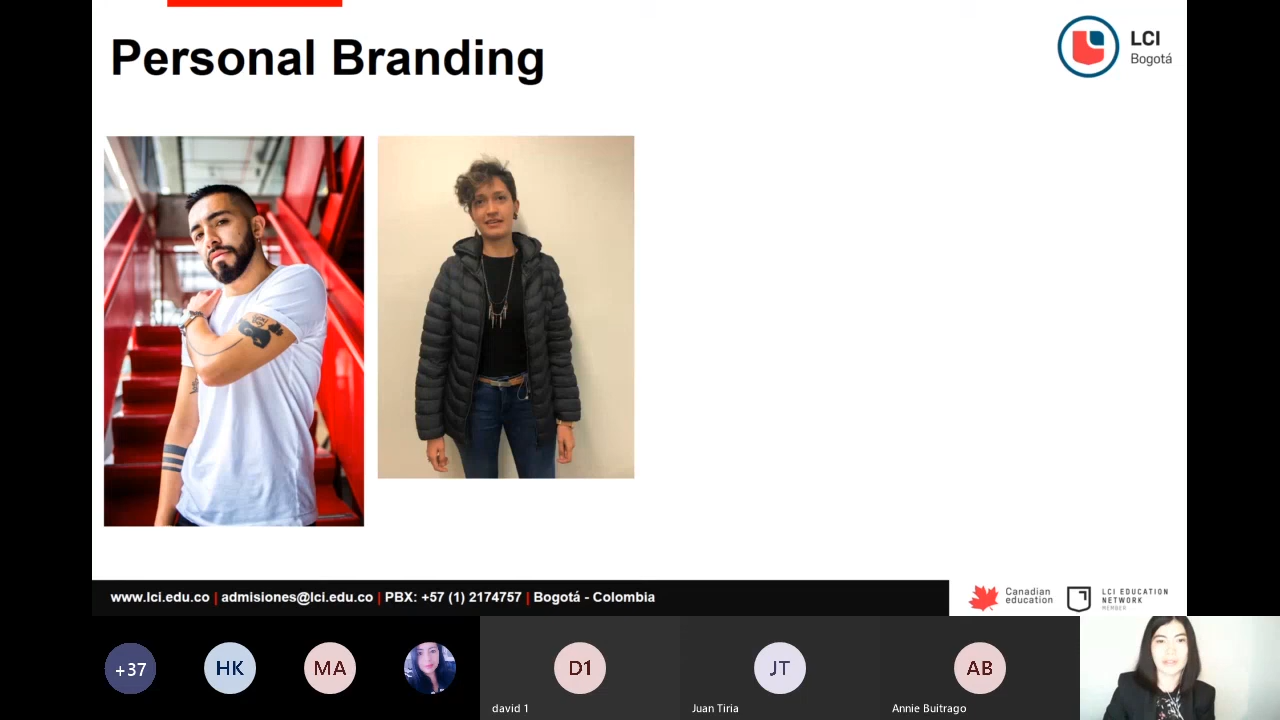 Personal Branding
LCI
Bogotá
www.lci.edu.co | admisiones@lci.edu.co | PBX: +57 (1) 2174757 | Bogotá - Colombia
Canadian
education
LCI EDUCATION
NETWORK
MEMBER
+37
HK
MA
D1
JT
AB
david 1
Juan Tiria
Annie Buitrago